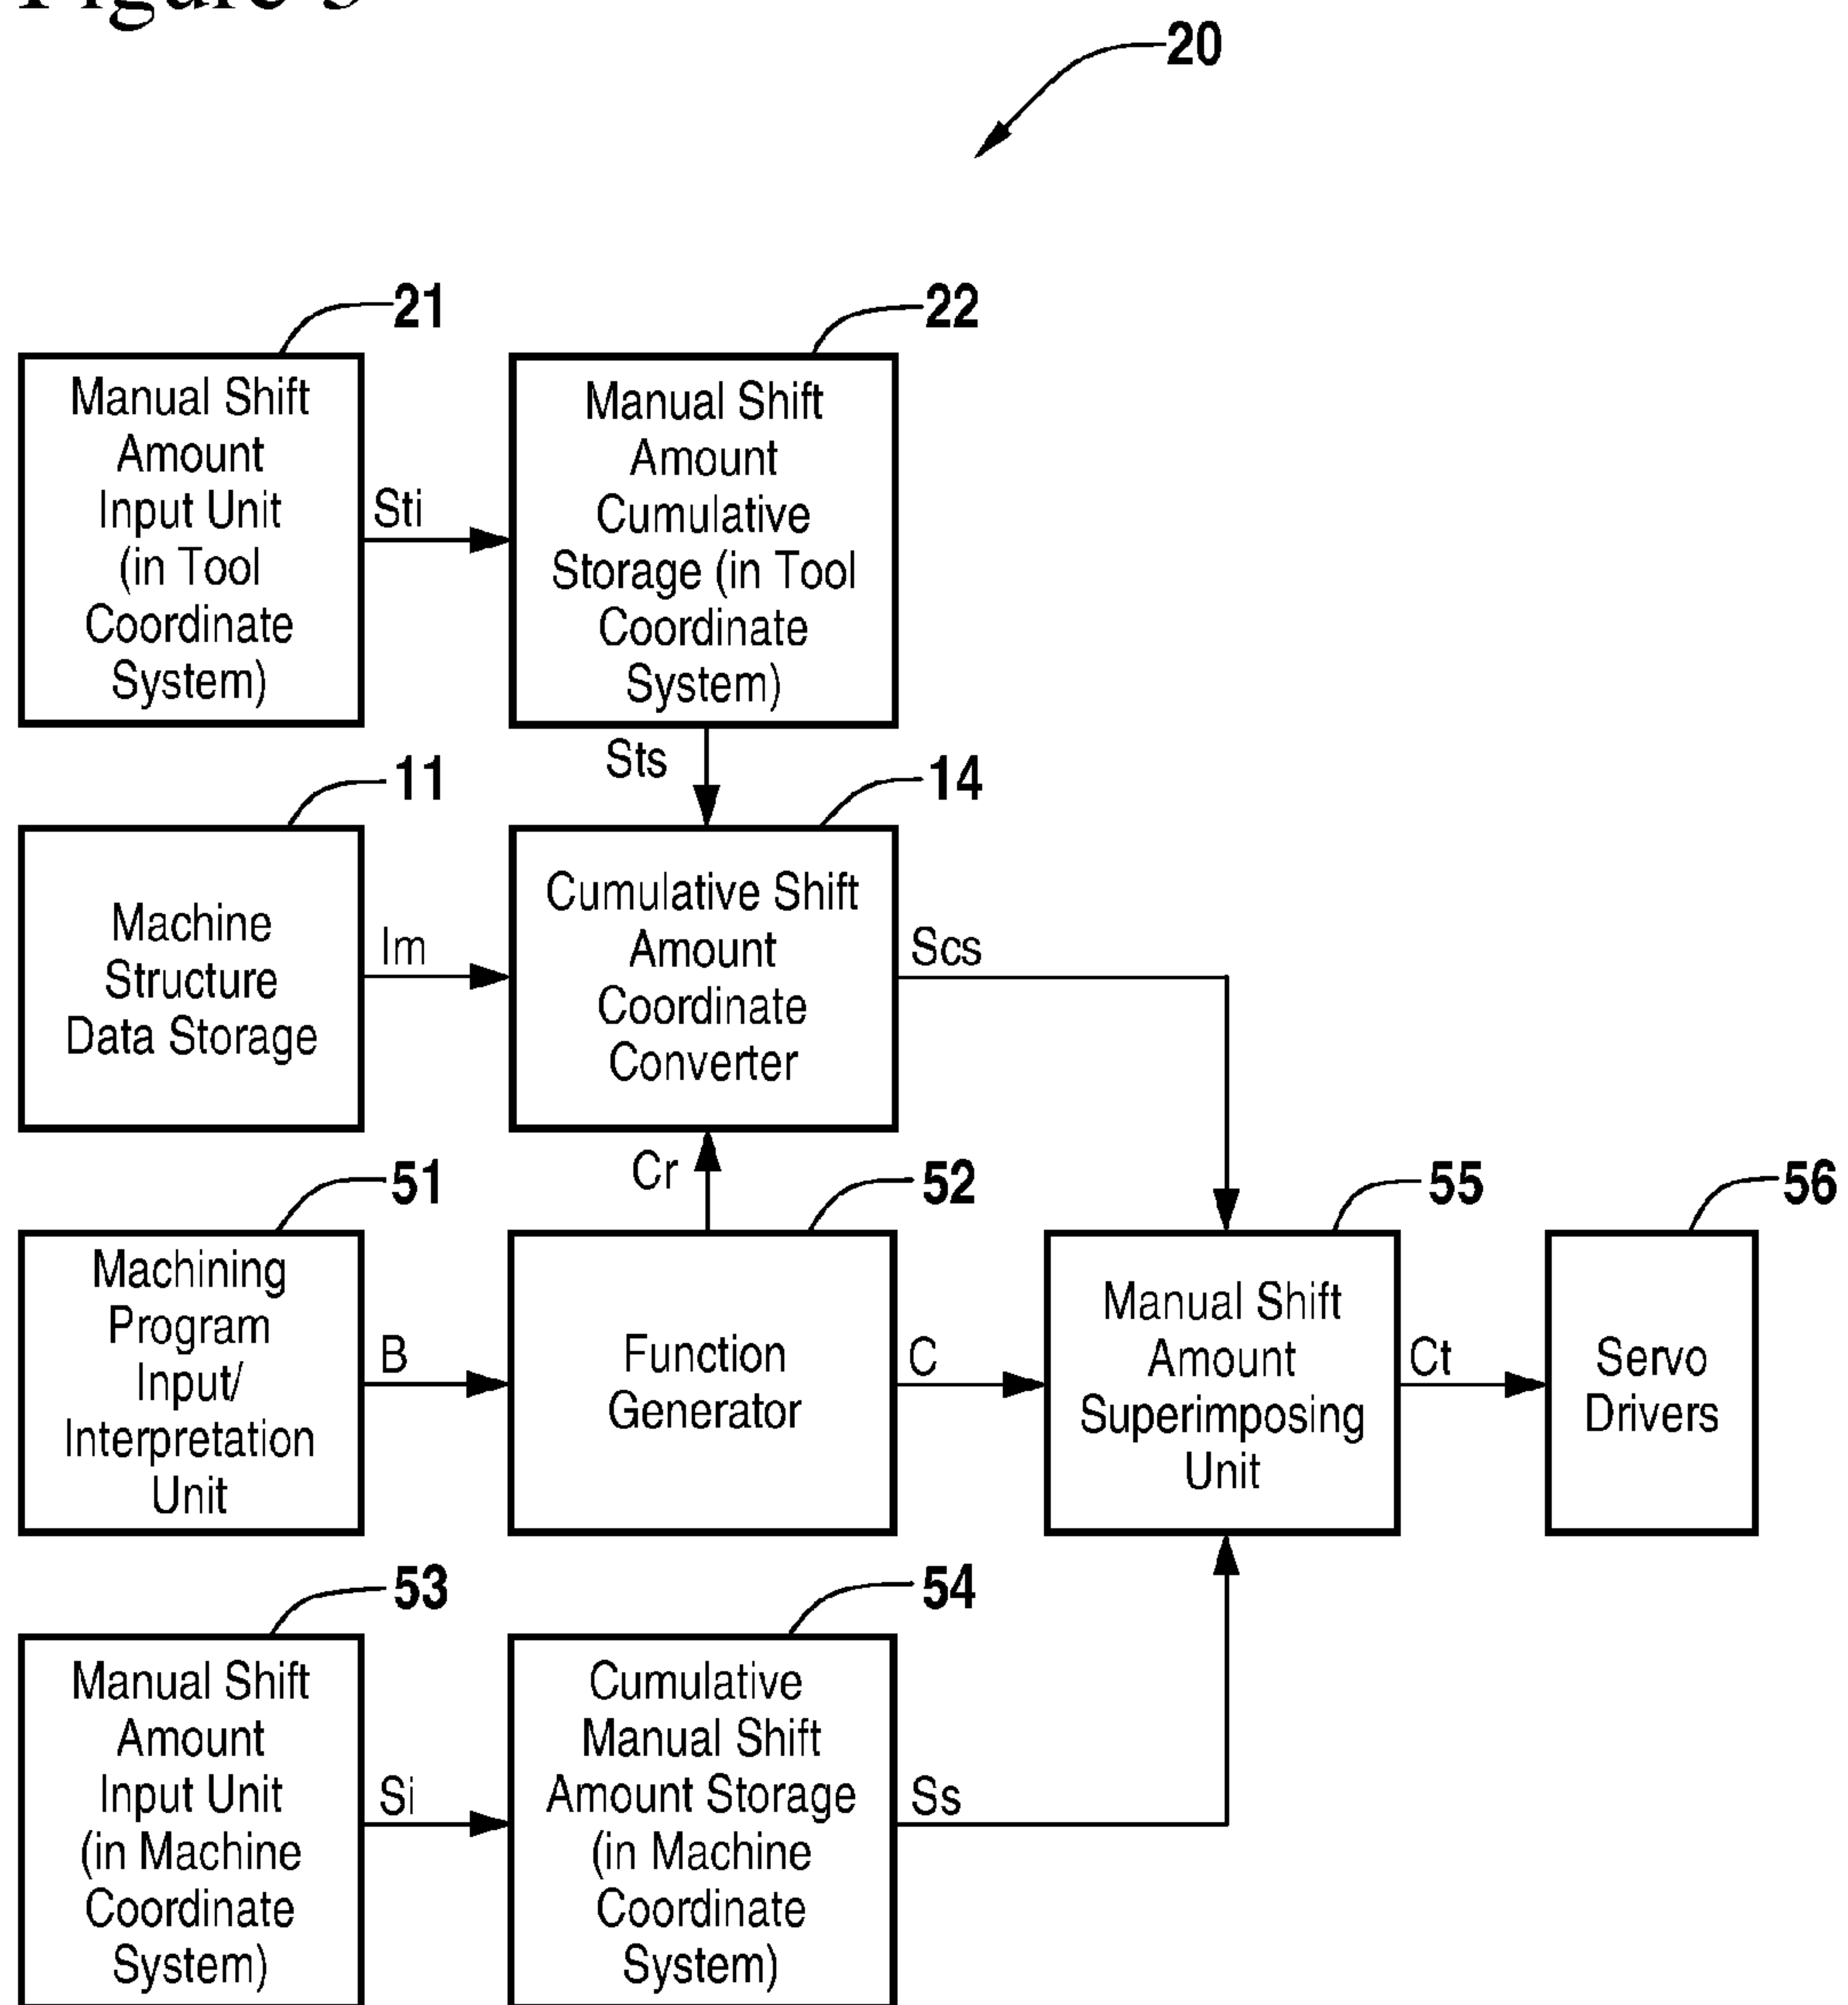 20
21
22
Manual Shift
Amount
Input Unit
(in Tool
Coordinate
System)
Sti
Manual Shift
Amount
Cumulative
Storage (in Tool
Coordinate
System)
Sts
11
14
Machine
Structure
Data Storage
Im
Cumulative Shift
Amount
Coordinate
Converter
Scs
Cr
51
52
55
56
Machining
Program
Input/
Interpretation
Unit
B
Function
Generator
C
Manual Shift
Amount
Superimposing
Unit
Ct
Servo
Drivers
53
54
Manual Shift
Amount
Input Unit
(in Machine
Coordinate
System)
Si
Cumulative
Manual Shift
Amount Storage
(in Machine
Coordinate
System)
Ss